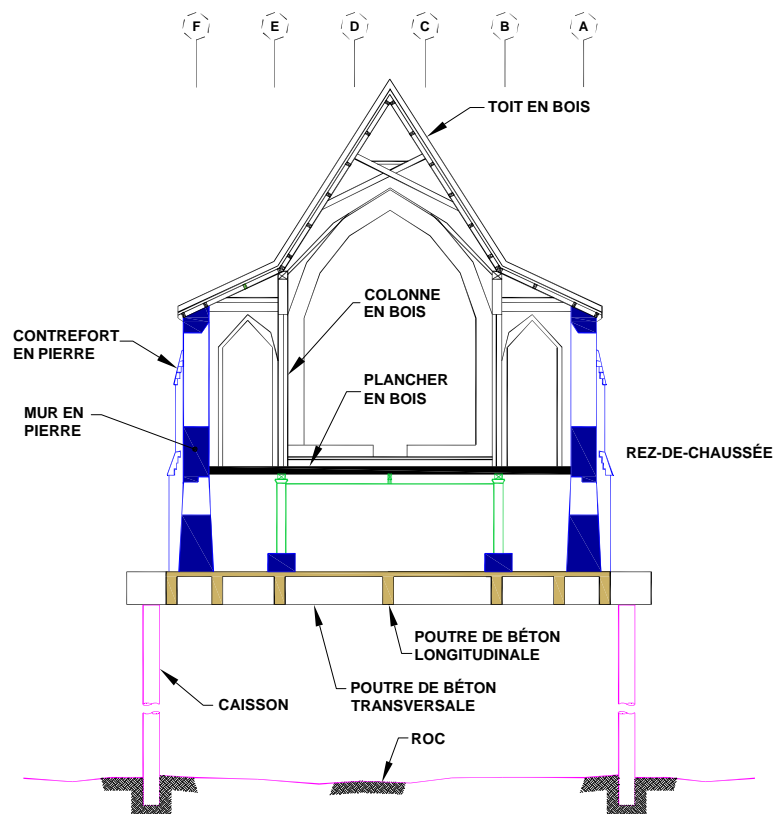 F E D C B A
TOIT EN BOIS
COLONNE
EN BOIS
CONTREFORT
EN PIERRE
PLANCHER
EN BOIS
MUR EN
PIERRE
REZ-DE-CHAUSSÉE
POUTRE DE BÉTON
LONGITUDINALE
POUTRE DE BÉTON
TRANSVERSALE
CAISSON
ROC